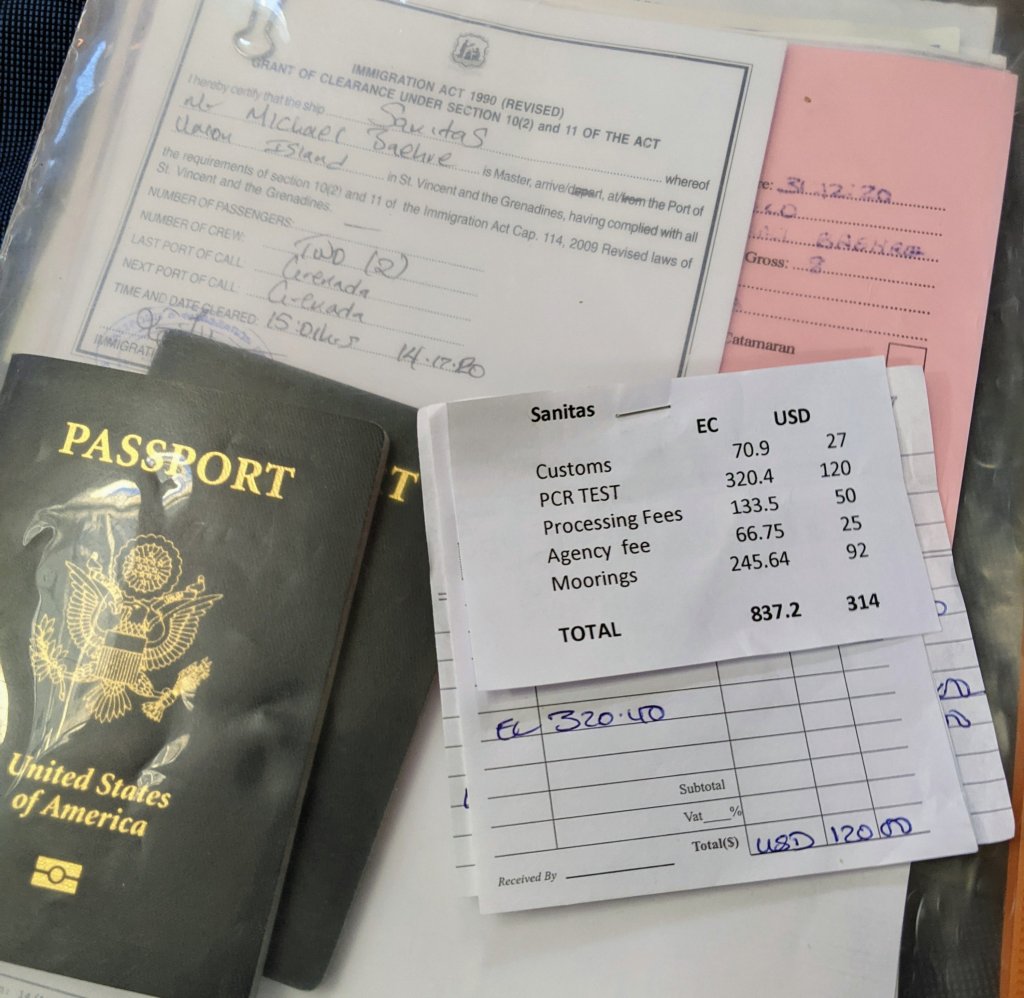 IMMIGRATION ACT 1990 (REVISED)
GRANT OF CLEARANCE UNDER SECTION 10(2) and 11 OF THE ACT
I hereby certify that the ship Sanitas whereof
Mr Michael is Master, arrive/depart, at/from the Port of
Union Island in St. Vincent and the Grenadines, having complied with all
the requirements of section 10(2) and 11 of the Immigration Act Cap. 114, 2009 Revised laws of
St. Vincent and the Grenadines.
NUMBER OF PASSENGERS: —
NUMBER OF CREW: TWO (2)
LAST PORT OF CALL: Grenada
NEXT PORT OF CALL Grenada
TIME AND DATE CLEARED: 14.12.20
IMMIGRATI
re: 31.12.20
Gross: 8
Catamaran
PASSPORT
United States
of America
T
Sanitas
EC USD
Customs 70.9 27
PCR TEST 320.4 120
Processing Fees 133.5 50
Agency fee 66.75 25
Moorings 245.64 92
TOTAL 837.2 314
EC 320.40
Subtotal
Vat____%
Total($) USD 120 00
Received By